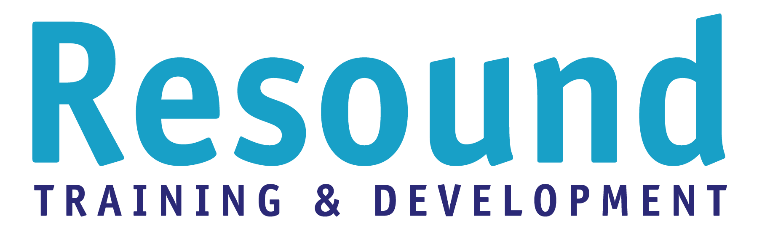 Resound
TRAINING & DEVELOPMENT